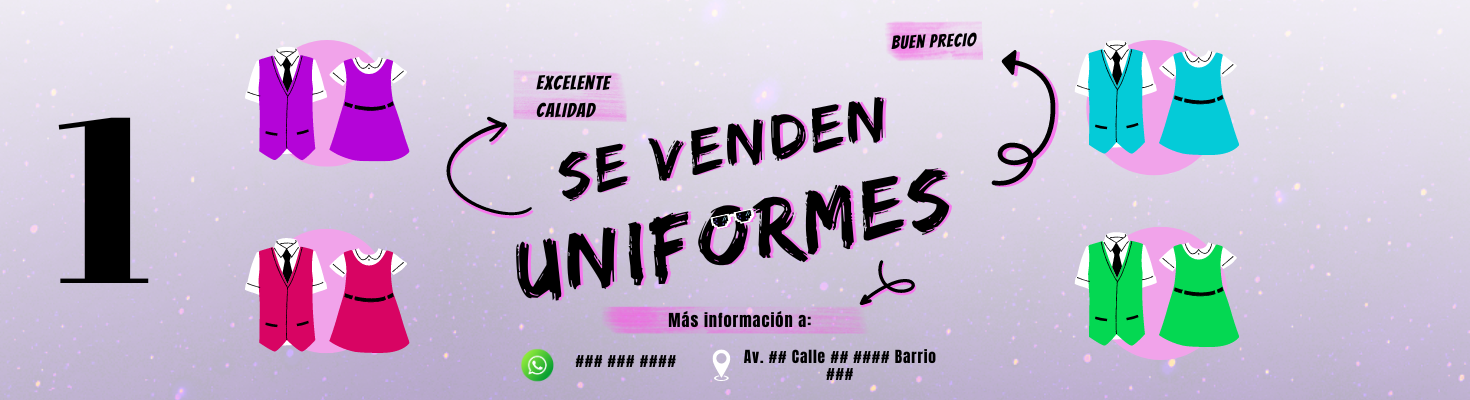 1
EXCELENTE
CALIDAD
BUEN PRECIO
SE VENDEN
UNIFORMES
Más información a:
### ### ####
Av. ## Calle ## #### Barrio
###